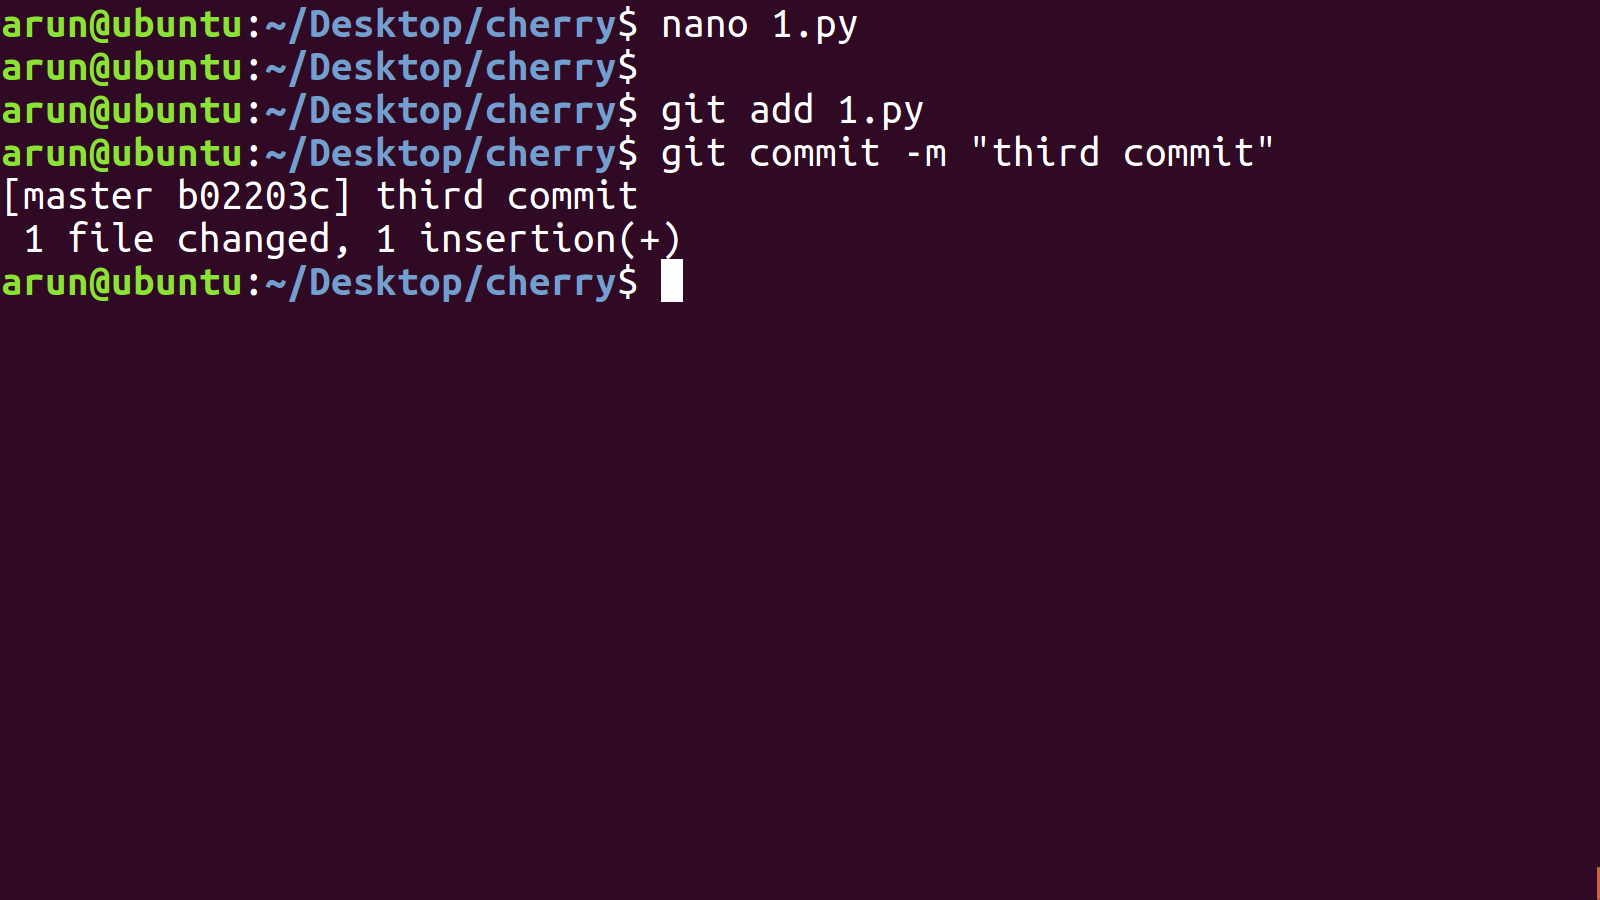 arun@ubuntu:~/Desktop/cherry$ nano 1.py
arun@ubuntu:~/Desktop/cherry$
arun@ubuntu:~/Desktop/cherry$ git add 1.py
arun@ubuntu:~/Desktop/cherry$ git commit -m "third commit"
[master b02203c] third commit
 1 file changed, 1 insertion(+)
arun@ubuntu:~/Desktop/cherry$